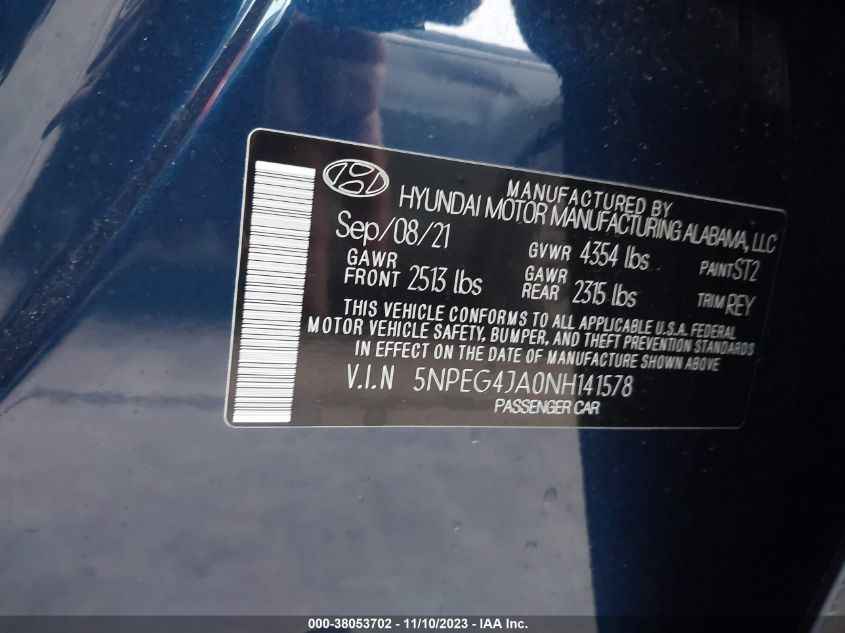 MANUFACTURED BY
HYUNDAI MOTOR MANUFACTURING ALABAMA, LLC
Sep/08/21 GVWR 4354 lbs PAINT ST2
GAWR FRONT 2513 lbs GAWR REAR 2315 lbs TRIM REY
THIS VEHICLE CONFORMS TO ALL APPLICABLE U.S.A. FEDERAL
MOTOR VEHICLE SAFETY, BUMPER, AND THEFT PREVENTION STANDARDS
IN EFFECT ON THE DATE OF MANUFACTURE SHOWN ABOVE
V.I.N 5NPEG4JA0NH141578
PASSENGER CAR
000-38053702 - 11/10/2023 - IAA Inc.